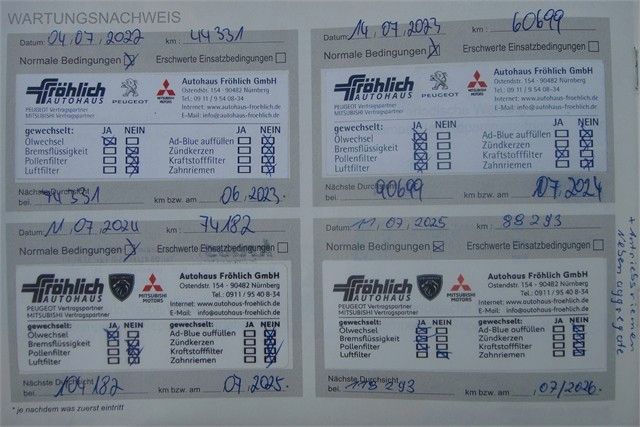 WARTUNGSNACHWEIS
Datum: 04.07.2022 km: 44331
Normale Bedingungen Erschwerte Einsatzbedingungen
Fröhlich AUTOHAUS
PEUGEOT
MITSUBISHI MOTORS
PEUGEOT Vertragspartner
MITSUBISHI Vertragspartner
Autohaus Fröhlich GmbH
Ostendstr. 154 · 90482 Nürnberg
Tel.: 09 11 / 9 54 08-34
Internet: www.autohaus-froehlich.de
E-Mail: info@autohaus-froehlich.de
gewechselt: JA NEIN JA NEIN
Ölwechsel Ad-Blue auffüllen
Bremsflüssigkeit Zündkerzen
Pollenfilter Kraftstofffilter
Luftfilter Zahnriemen
Nächste Durchsicht
bei 74331 km bzw. am 06.2023
Datum: 14.07.2023 km: 60699
Normale Bedingungen Erschwerte Einsatzbedingungen
Fröhlich AUTOHAUS
PEUGEOT
MITSUBISHI MOTORS
PEUGEOT Vertragspartner
MITSUBISHI Vertragspartner
Autohaus Fröhlich GmbH
Ostendstr. 154 · 90482 Nürnberg
Tel.: 09 11 / 9 54 08-34
Internet: www.autohaus-froehlich.de
E-Mail: info@autohaus-froehlich.de
gewechselt: JA NEIN JA NEIN
Ölwechsel Ad-Blue auffüllen
Bremsflüssigkeit Zündkerzen
Pollenfilter Kraftstofffilter
Luftfilter Zahnriemen
Nächste Durchsicht
bei 90699 km bzw. am 07.2024
Datum: 11.07.2024 km: 74182
Normale Bedingungen Erschwerte Einsatzbedingungen
Fröhlich AUTOHAUS
MITSUBISHI MOTORS
PEUGEOT Vertragspartner
MITSUBISHI Vertragspartner
Autohaus Fröhlich GmbH
Ostendstr. 154 · 90482 Nürnberg
Tel.: 0911 / 95 40 8-34
Internet: www.autohaus-froehlich.de
E-Mail: info@autohaus-froehlich.de
gewechselt: JA NEIN JA NEIN
Ölwechsel Ad-Blue auffüllen
Bremsflüssigkeit Zündkerzen
Pollenfilter Kraftstofffilter
Luftfilter Zahnriemen
Nächste Durchsicht
bei. 104182 km bzw. am 07.2025
Datum: 11.07.2025 km: 88293
Normale Bedingungen Erschwerte Einsatzbedingungen
Fröhlich AUTOHAUS
MITSUBISHI MOTORS
PEUGEOT Vertragspartner
MITSUBISHI Vertragspartner
Autohaus Fröhlich GmbH
Ostendstr. 154 · 90482 Nürnberg
Tel.: 0911 / 95 40 8-34
Internet: www.autohaus-froehlich.de
E-Mail: info@autohaus-froehlich.de
gewechselt: JA NEIN JA NEIN
Ölwechsel Ad-Blue auffüllen
Bremsflüssigkeit Zündkerzen
Pollenfilter Kraftstofffilter
Luftfilter Zahnriemen
Nächste Durchsicht
bei. 118293 km bzw. am 07/2026
* je nachdem was zuerst eintritt